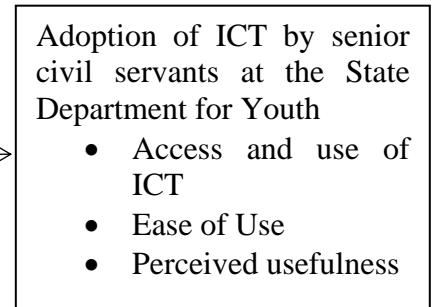 Adoption of ICT by senior
civil servants at the State
Department for Youth
• Access and use of
ICT
• Ease of Use
• Perceived usefulness